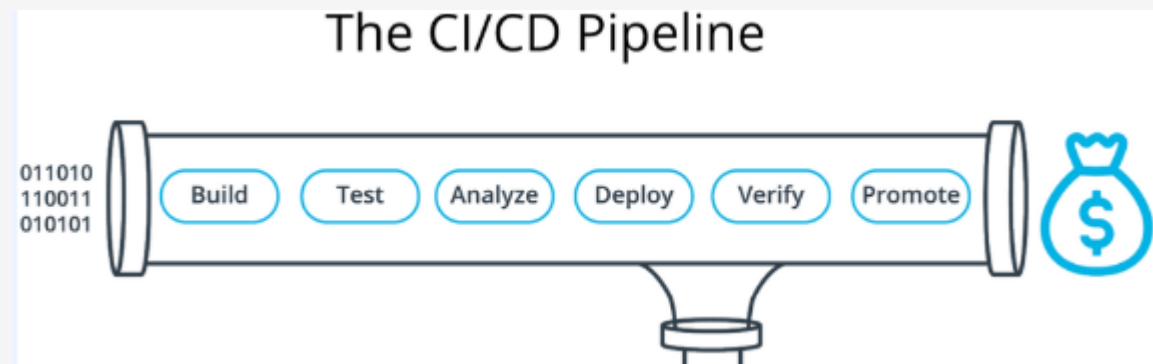 The CI/CD Pipeline
011010
110011
010101
Build Test Analyze Deploy Verify Promote
$